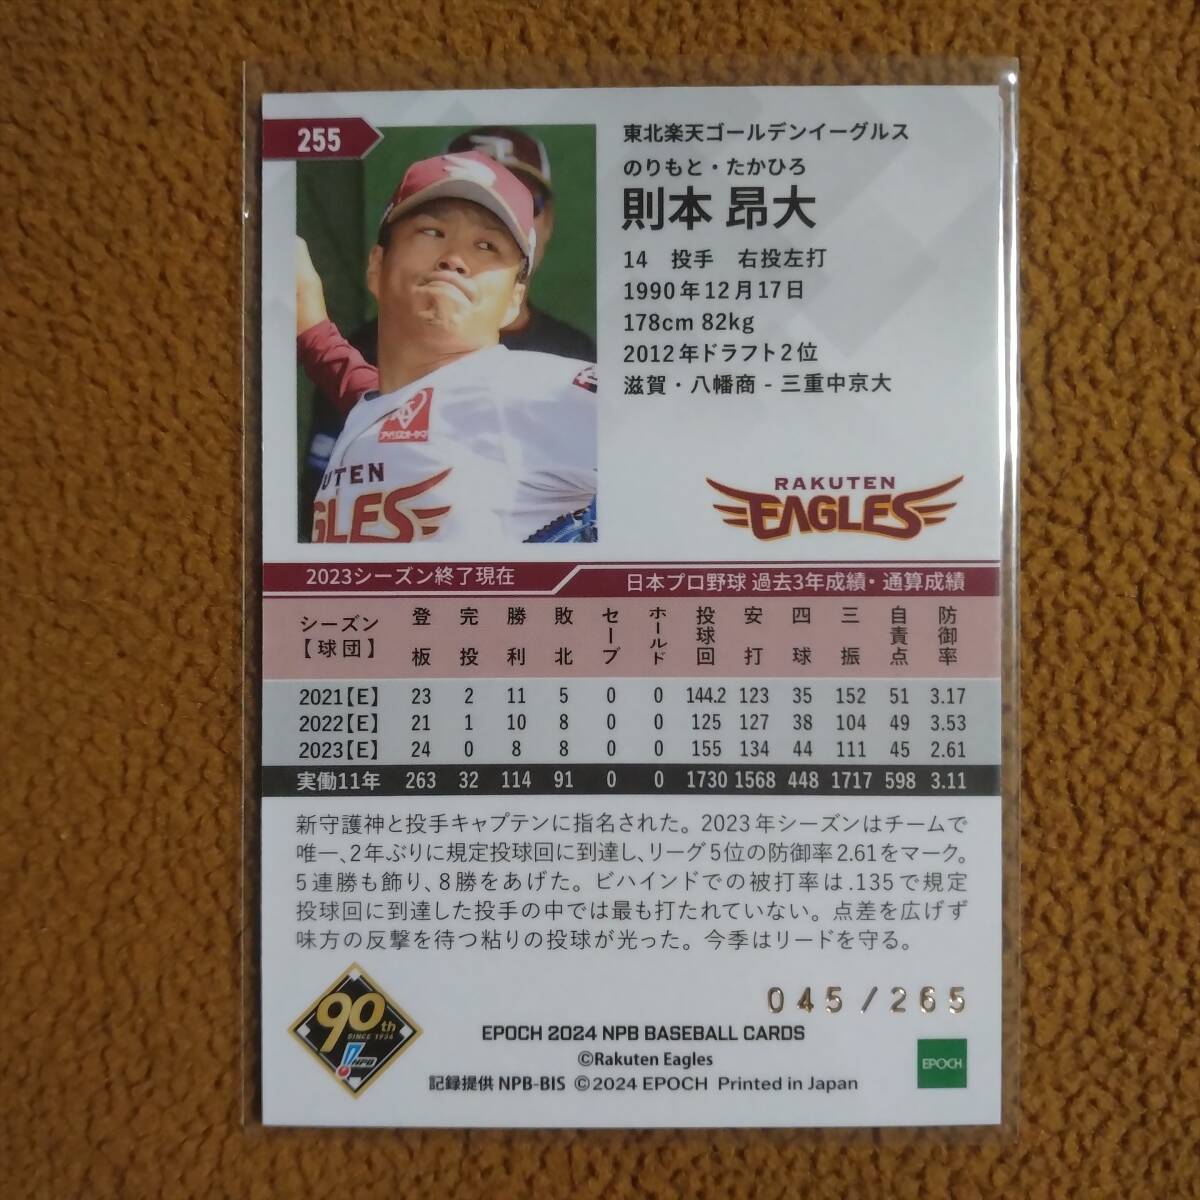 255
東北楽天ゴールデンイーグルス
のりもと・たかひろ
則本 昂大
14 投手 右投左打
1990年12月17日
178cm 82kg
2012年ドラフト2位
滋賀・八幡商 - 三重中京大
アイリスオーヤマ
UTEN
GLES
RAKUTEN
EAGLES
2023シーズン終了現在
日本プロ野球 過去3年成績・通算成績
シーズン【球団】 登板 完投 勝利 敗北 セーブ ホールド 投球回 安打 四球 三振 自責点 防御率
2021【E】 23 2 11 5 0 0 144.2 123 35 152 51 3.17
2022【E】 21 1 10 8 0 0 125 127 38 104 49 3.53
2023【E】 24 0 8 8 0 0 155 134 44 111 45 2.61
実働11年 263 32 114 91 0 0 1730 1568 448 1717 598 3.11
新守護神と投手キャプテンに指名された。2023年シーズンはチームで
唯一、2年ぶりに規定投球回に到達し、リーグ5位の防御率2.61をマーク。
5連勝も飾り、8勝をあげた。ビハインドでの被打率は.135で規定
投球回に到達した投手の中では最も打たれていない。点差を広げず
味方の反撃を待つ粘りの投球が光った。今季はリードを守る。
045/265
90th
SINCE 1934
NPB
EPOCH 2024 NPB BASEBALL CARDS
©Rakuten Eagles
記録提供 NPB-BIS ©2024 EPOCH Printed in Japan
EPOCH